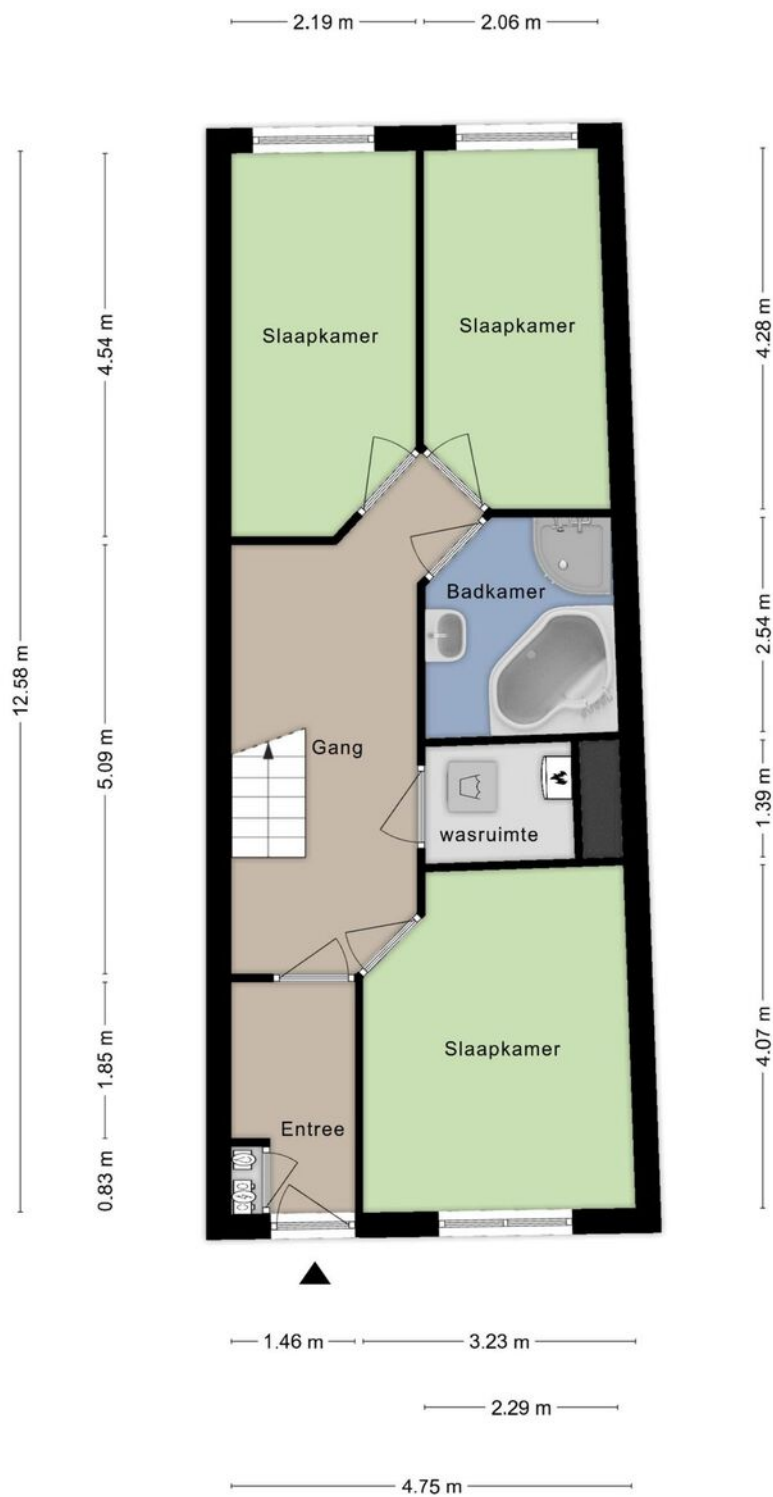 2.19 m
2.06 m
Slaapkamer
Slaapkamer
4.54 m
4.28 m
Badkamer
2.54 m
12.58 m
5.09 m
Gang
wasruimte
1.39 m
Slaapkamer
4.07 m
1.85 m
Entree
0.83 m
1.46 m
3.23 m
2.29 m
4.75 m